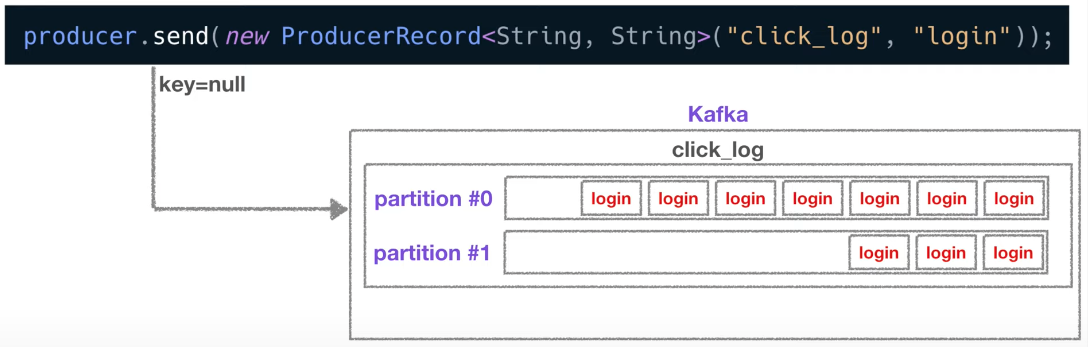 producer.send(new ProducerRecord<String, String>("click_log", "login"));
key=null
Kafka
click_log
partition #0 login login login login login login login
partition #1 login login login